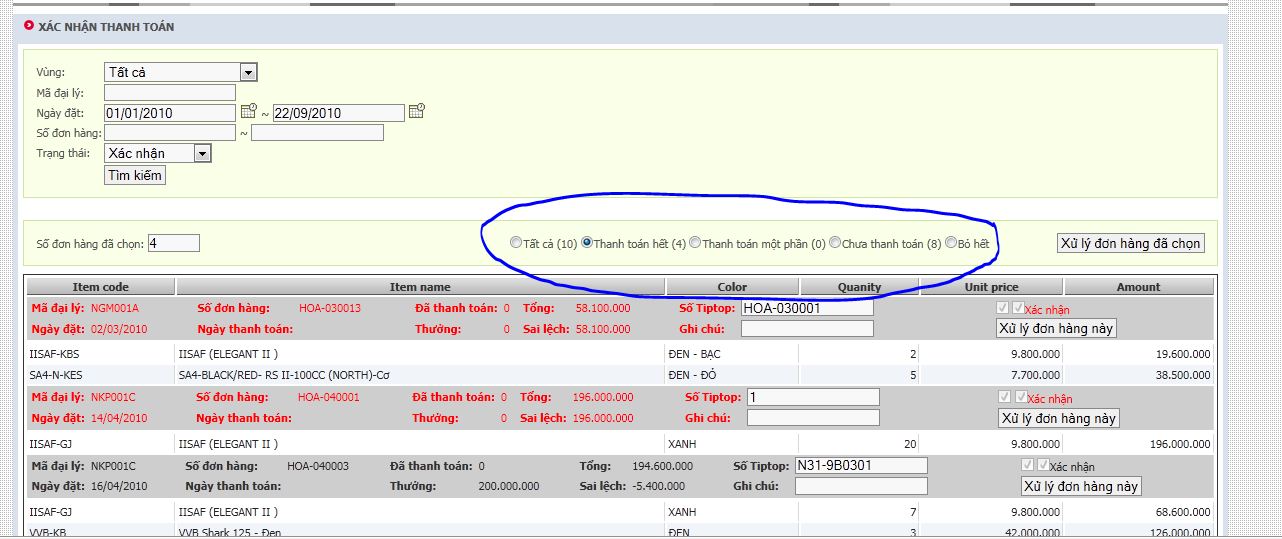 XÁC NHẬN THANH TOÁN
Vùng: Tất cả
Mã đại lý:
Ngày đặt: 01/01/2010 ~ 22/09/2010
Số đơn hàng: ~
Trạng thái: Xác nhận
Tìm kiếm
Số đơn hàng đã chọn: 4 Tất cả (10) Thanh toán hết (4) Thanh toán một phần (0) Chưa thanh toán (8) Bỏ hết Xử lý đơn hàng đã chọn
Item code Item name Color Quanity Unit price Amount
Mã đại lý: NGM001A Số đơn hàng: HOA-030013 Đã thanh toán: 0 Tổng: 58.100.000 Số Tiptop: HOA-030001 Xác nhận
Ngày đặt: 02/03/2010 Ngày thanh toán: Thưởng: 0 Sai lệch: 58.100.000 Ghi chú: Xử lý đơn hàng này
IISAF-KBS IISAF (ELEGANT II ) ĐEN - BẠC 2 9.800.000 19.600.000
SA4-N-KES SA4-BLACK/RED- RS II-100CC (NORTH)-Cơ ĐEN - ĐỎ 5 7.700.000 38.500.000
Mã đại lý: NKP001C Số đơn hàng: HOA-040001 Đã thanh toán: 0 Tổng: 196.000.000 Số Tiptop: 1 Xác nhận
Ngày đặt: 14/04/2010 Ngày thanh toán: Thưởng: 0 Sai lệch: 196.000.000 Ghi chú: Xử lý đơn hàng này
IISAF-GJ IISAF (ELEGANT II ) XANH 20 9.800.000 196.000.000
Mã đại lý: NKP001C Số đơn hàng: HOA-040003 Đã thanh toán: 0 Tổng: 194.600.000 Số Tiptop: N31-9B0301 Xác nhận
Ngày đặt: 16/04/2010 Ngày thanh toán: Thưởng: 200.000.000 Sai lệch: -5.400.000 Ghi chú: Xử lý đơn hàng này
IISAF-GJ IISAF (ELEGANT II ) XANH 7 9.800.000 68.600.000
VVB-KB VVB Shark 125 - Đen ĐEN 3 42.000.000 126.000.000